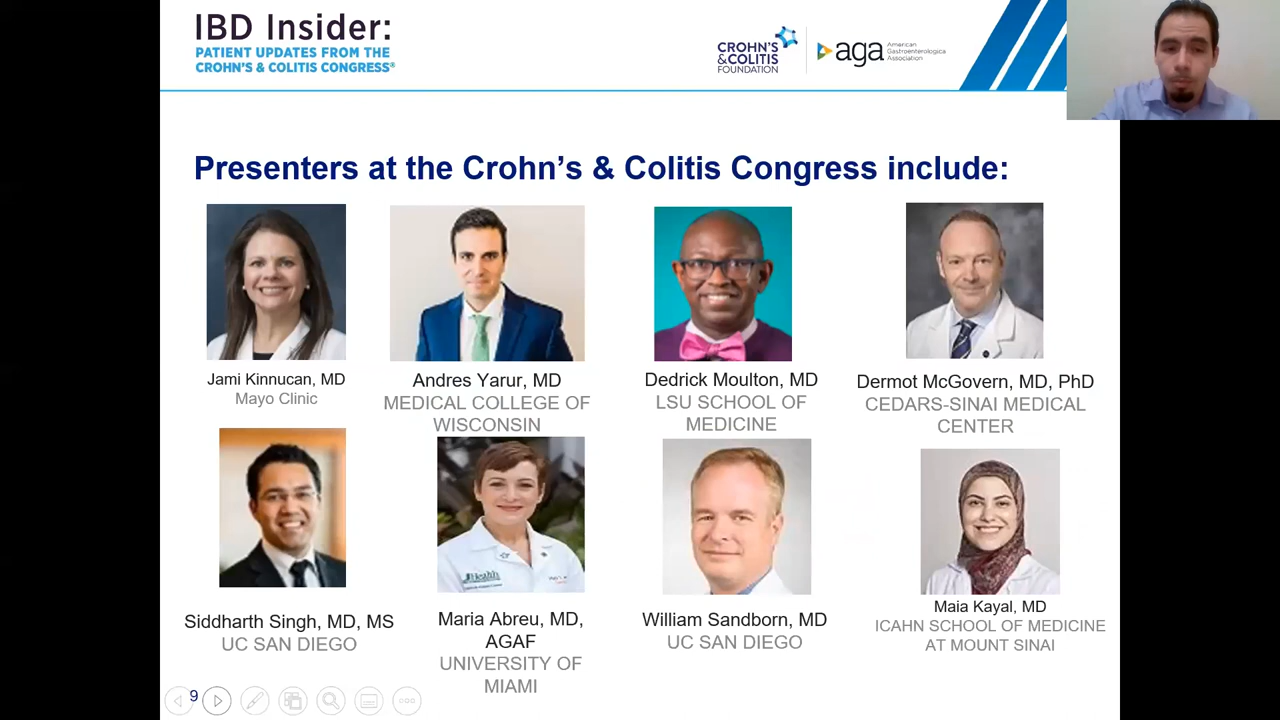 IBD Insider:
PATIENT UPDATES FROM THE
CROHN'S & COLITIS CONGRESS®
CROHN'S
& COLITIS
FOUNDATION
aga
American
Gastroenterological
Association
Presenters at the Crohn's & Colitis Congress include:
Jami Kinnucan, MD
Mayo Clinic
Andres Yarur, MD
MEDICAL COLLEGE OF
WISCONSIN
Dedrick Moulton, MD
LSU SCHOOL OF
MEDICINE
Dermot McGovern, MD, PhD
CEDARS-SINAI MEDICAL
CENTER
Siddharth Singh, MD, MS
UC SAN DIEGO
Maria Abreu, MD,
AGAF
UNIVERSITY OF
MIAMI
William Sandborn, MD
UC SAN DIEGO
Maia Kayal, MD
ICAHN SCHOOL OF MEDICINE
AT MOUNT SINAI
9